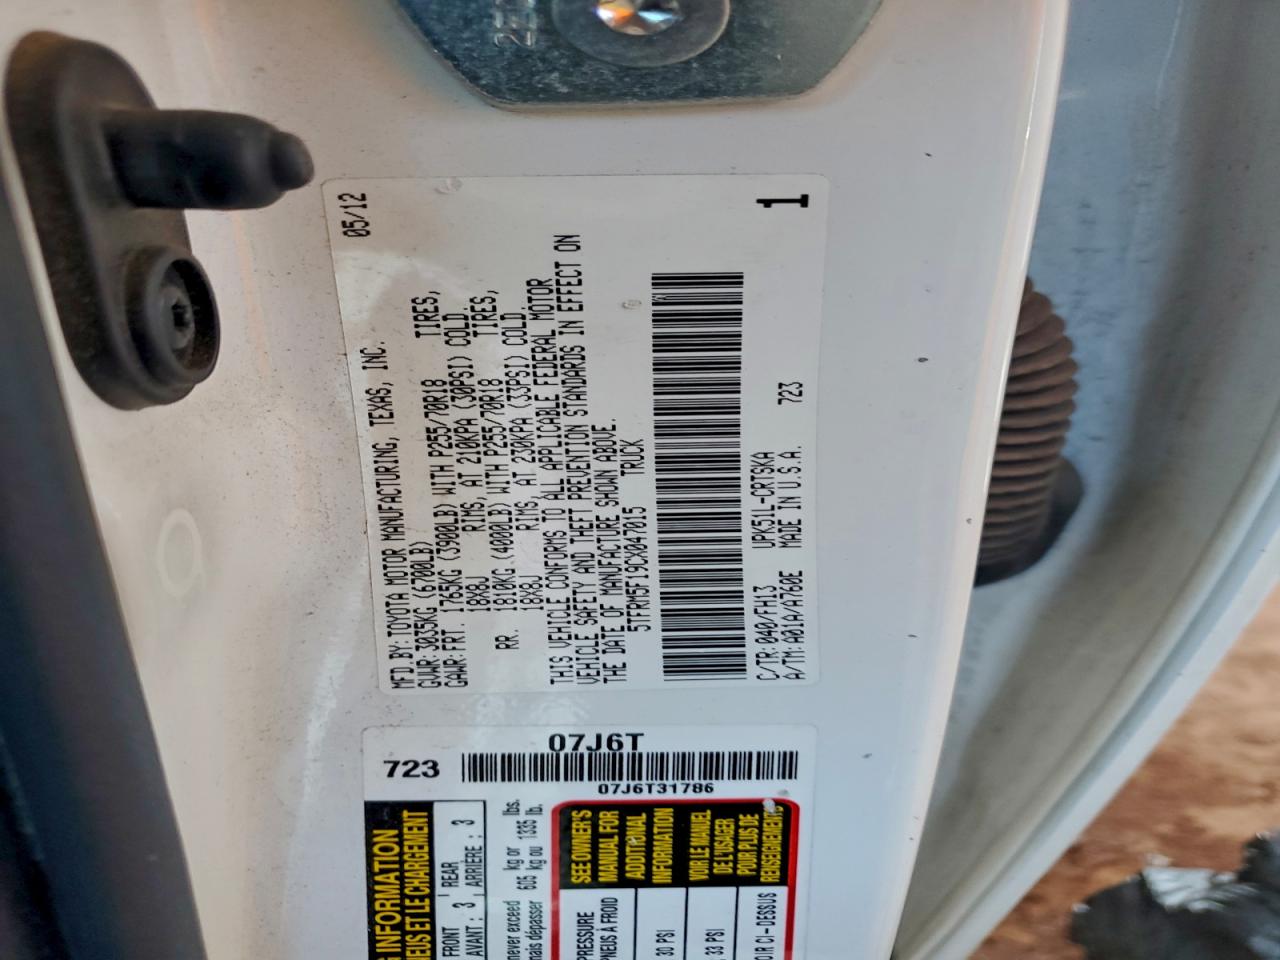 MFD BY:TOYOTA MOTOR MANUFACTURING, TEXAS, INC. 05/12
GVWR:3035KG (6700LB)
GAWR:FRT. 1765KG (3900LB) WITH P255/70R18 TIRES,
18X8J RIMS, AT 210KPA (30PSI) COLD.
RR. 1810KG (4000LB) WITH P255/70R18 TIRES,
18X8J RIMS, AT 230KPA (33PSI) COLD.
THIS VEHICLE CONFORMS TO ALL APPLICABLE FEDERAL MOTOR
VEHICLE SAFETY AND THEFT PREVENTION STANDARDS IN EFFECT ON
THE DATE OF MANUFACTURE SHOWN ABOVE.
5TFRM5F19CX047015 TRUCK
C/TR:040/FH13 UPK51L-CRTSKA
A/TM:A01A/A760E MADE IN U.S.A. 723
1
07J6T
723
07J6T31786
INFORMATION
ET LE CHARGEMENT
FRONT 3 REAR 3
AVANT : ARRIÈRE :
never exceed 605 kg or 1335 lbs.
dépasser 605 kg ou 1335 lb.
SEE OWNER'S
MANUAL FOR
ADDITIONAL
INFORMATION
VOIR LE MANUEL
DE L'USAGER
POUR PLUS DE
RENSEIGNEMENTS
PRESSURE
PNEUS À FROID
30 PSI
33 PSI
CI-DESSUS